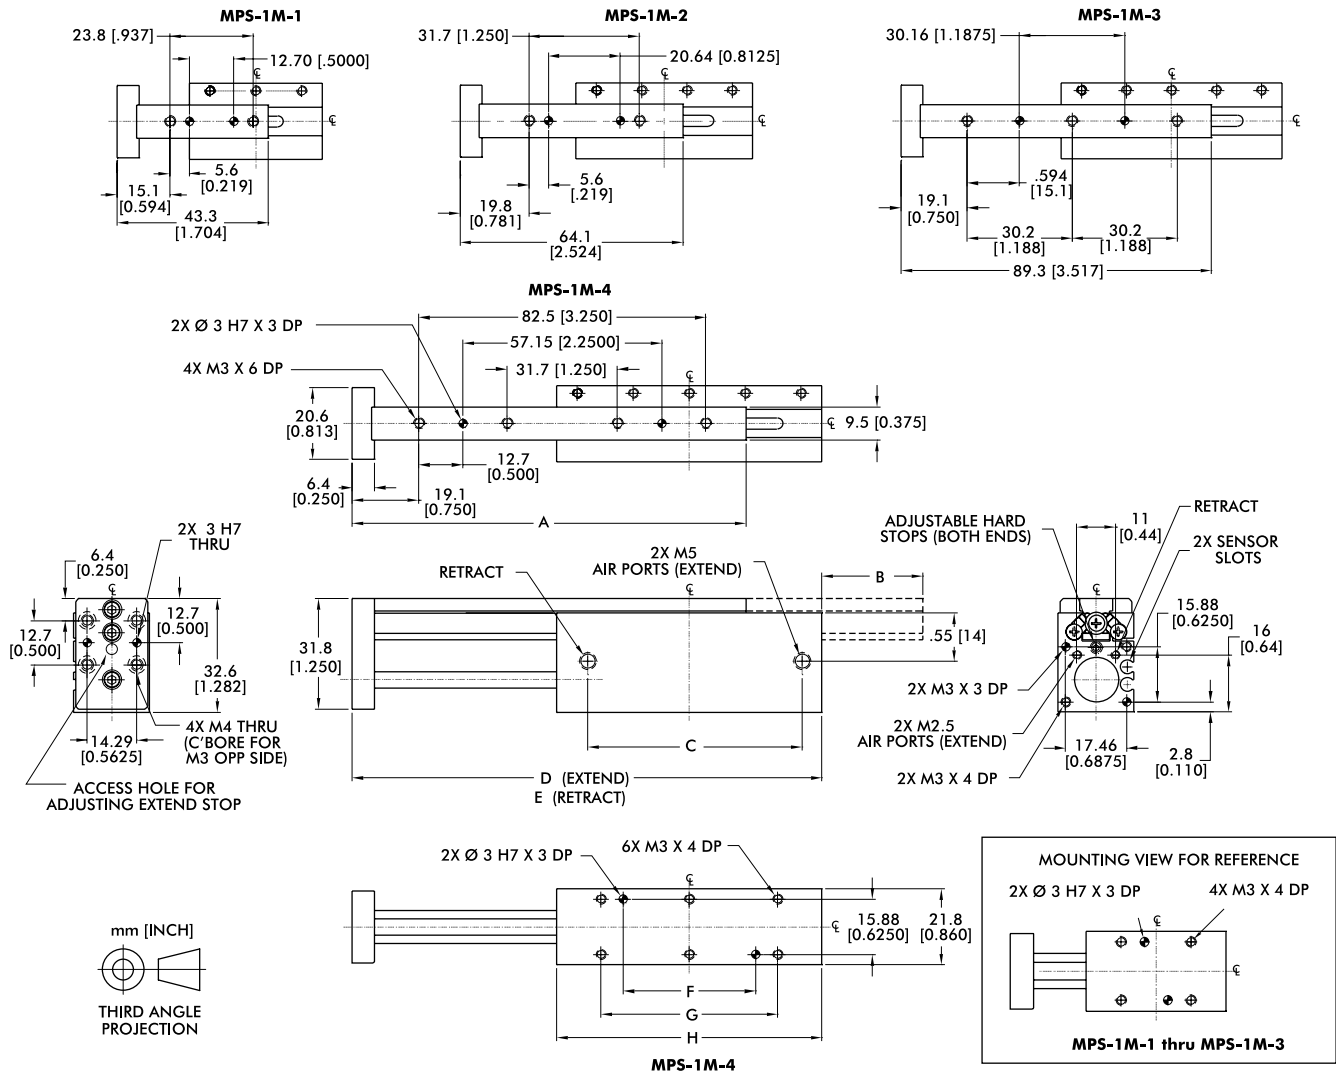 MPS-1M-1
23.8 [.937]
12.70 [.5000]
℄
℄
5.6
[0.219]
15.1
[0.594]
43.3
[1.704]
MPS-1M-2
31.7 [1.250]
20.64 [0.8125]
℄
℄
5.6
[.219]
19.8
[0.781]
64.1
[2.524]
MPS-1M-3
30.16 [1.1875]
℄
℄
.594
[15.1]
19.1
[0.750]
30.2
[1.188]
30.2
[1.188]
89.3 [3.517]
MPS-1M-4
2X Ø 3 H7 X 3 DP
82.5 [3.250]
57.15 [2.2500]
4X M3 X 6 DP
31.7 [1.250]
℄
20.6
[0.813]
℄
9.5 [0.375]
12.7
[0.500]
6.4
[0.250]
19.1
[0.750]
A
2X 3 H7
THRU
6.4
[0.250]
℄
12.7
[0.500]
12.7
[0.500]
32.6
[1.282]
14.29
[0.5625]
4X M4 THRU
(C'BORE FOR
M3 OPP SIDE)
ACCESS HOLE FOR
ADJUSTING EXTEND STOP
RETRACT
2X M5
AIR PORTS (EXTEND)
℄
B
31.8
[1.250]
.55 [14]
C
D (EXTEND)
E (RETRACT)
ADJUSTABLE HARD
STOPS (BOTH ENDS)
11
[0.44]
RETRACT
2X SENSOR
SLOTS
℄
15.88
[0.6250]
16
[0.64]
2X M3 X 3 DP
2X M2.5
AIR PORTS (EXTEND)
2X M3 X 4 DP
17.46
[0.6875]
2.8
[0.110]
2X Ø 3 H7 X 3 DP
6X M3 X 4 DP
℄
℄
15.88
[0.6250]
21.8
[0.860]
F
G
H
MPS-1M-4
mm [INCH]
THIRD ANGLE
PROJECTION
MOUNTING VIEW FOR REFERENCE
2X Ø 3 H7 X 3 DP
4X M3 X 4 DP
℄
℄
MPS-1M-1 thru MPS-1M-3